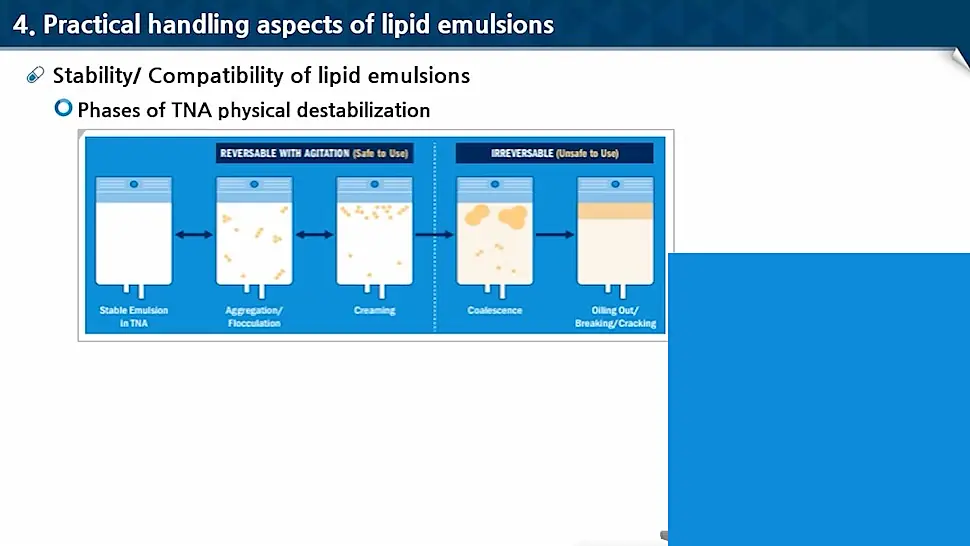 4. Practical handling aspects of lipid emulsions
Stability/ Compatibility of lipid emulsions
Phases of TNA physical destabilization
REVERSABLE WITH AGITATION (Safe to Use)
IRREVERSABLE (Unsafe to Use)
Stable Emulsion
in TNA
Aggregation/
Flocculation
Creaming
Coalescence
Oiling Out/
Breaking/Cracking